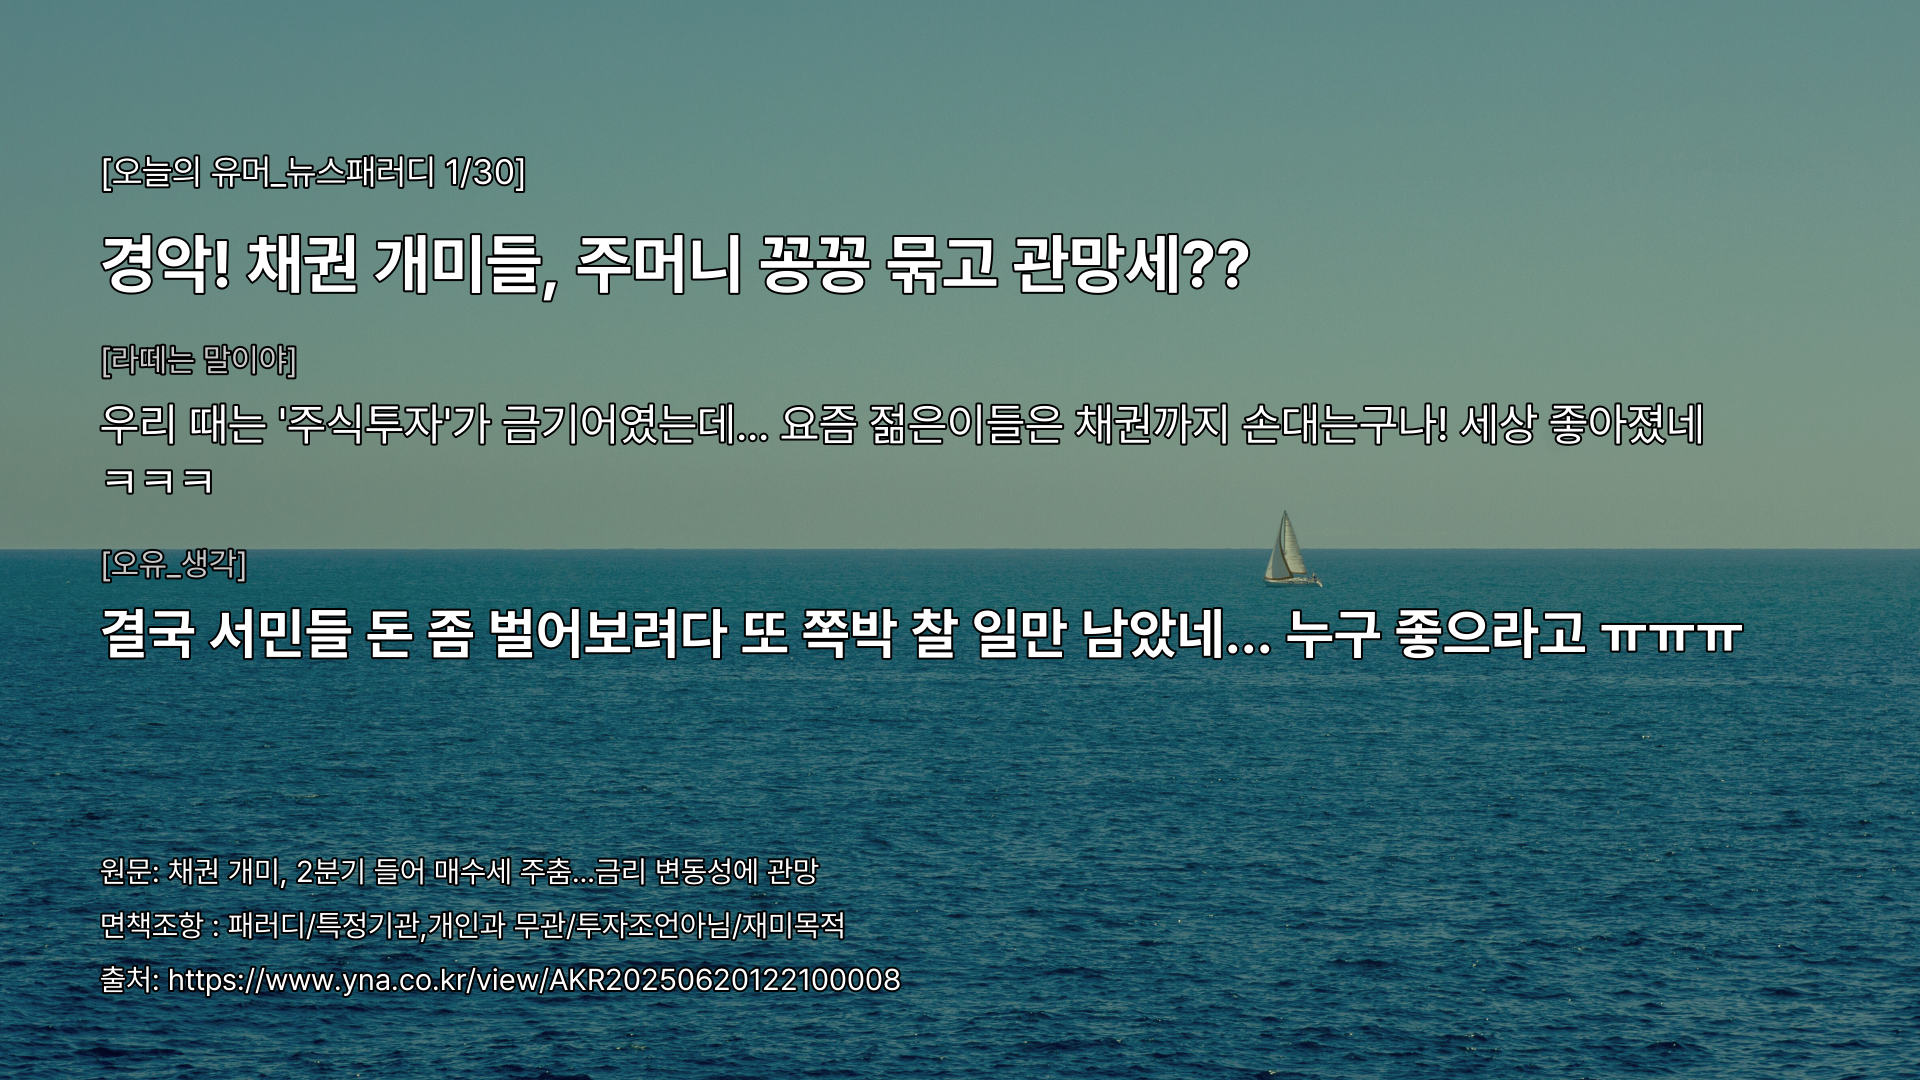 [오늘의 유머_뉴스패러디 1/30]
경악! 채권 개미들, 주머니 꽁꽁 묶고 관망세??
[라떼는 말이야]
우리 때는 '주식투자'가 금기어였는데... 요즘 젊은이들은 채권까지 손대는구나! 세상 좋아졌네
ㅋㅋㅋ
[오유_생각]
결국 서민들 돈 좀 벌어보려다 또 쪽박 찰 일만 남았네... 누구 좋으라고 ㅠㅠㅠ
원문: 채권 개미, 2분기 들어 매수세 주춤...금리 변동성에 관망
면책조항 : 패러디/특정기관,개인과 무관/투자조언아님/재미목적
출처: https://www.yna.co.kr/view/AKR20250620122100008